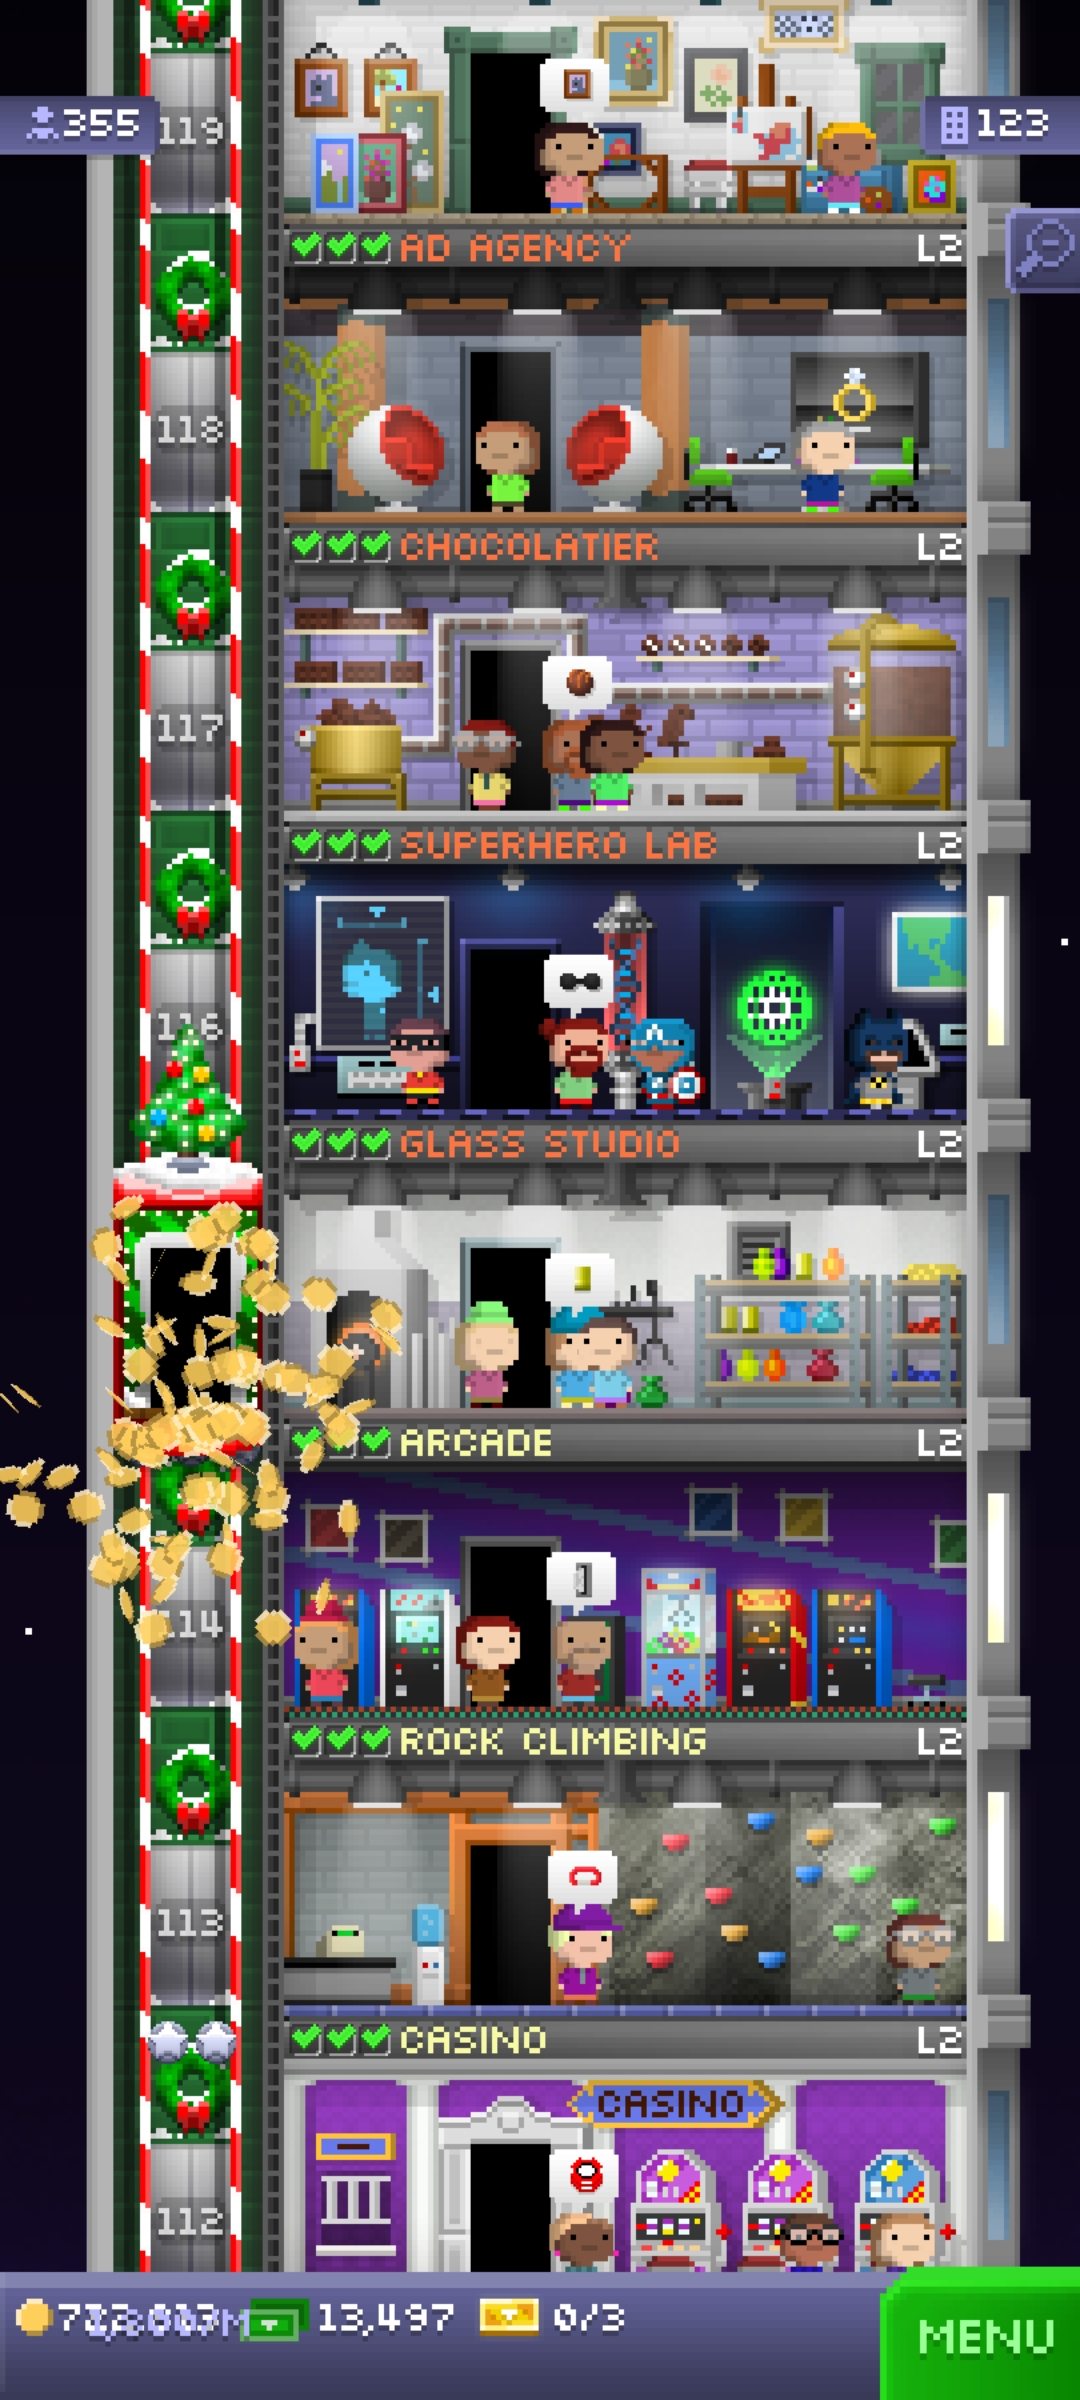 355
119
123
AD AGENCY L2
118
CHOCOLATIER L2
117
SUPERHERO LAB L2
116
GLASS STUDIO L2
ARCADE L2
114
ROCK CLIMBING L2
113
CASINO L2
CASINO
112
13,497 0/3
MENU